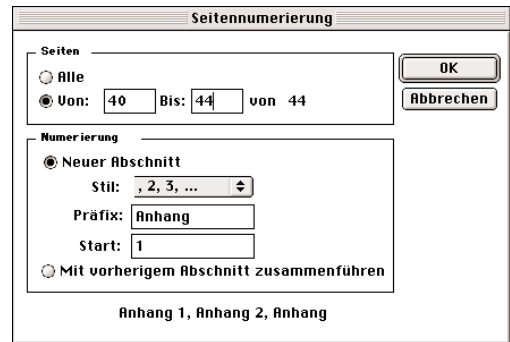 Seitennumerierung
Seiten
Alle
Von: 40 Bis: 44 von 44
OK
Abbrechen
Numerierung
Neuer Abschnitt
Stil: , 2, 3, ...
Präfix: Anhang
Start: 1
Mit vorherigem Abschnitt zusammenführen
Anhang 1, Anhang 2, Anhang